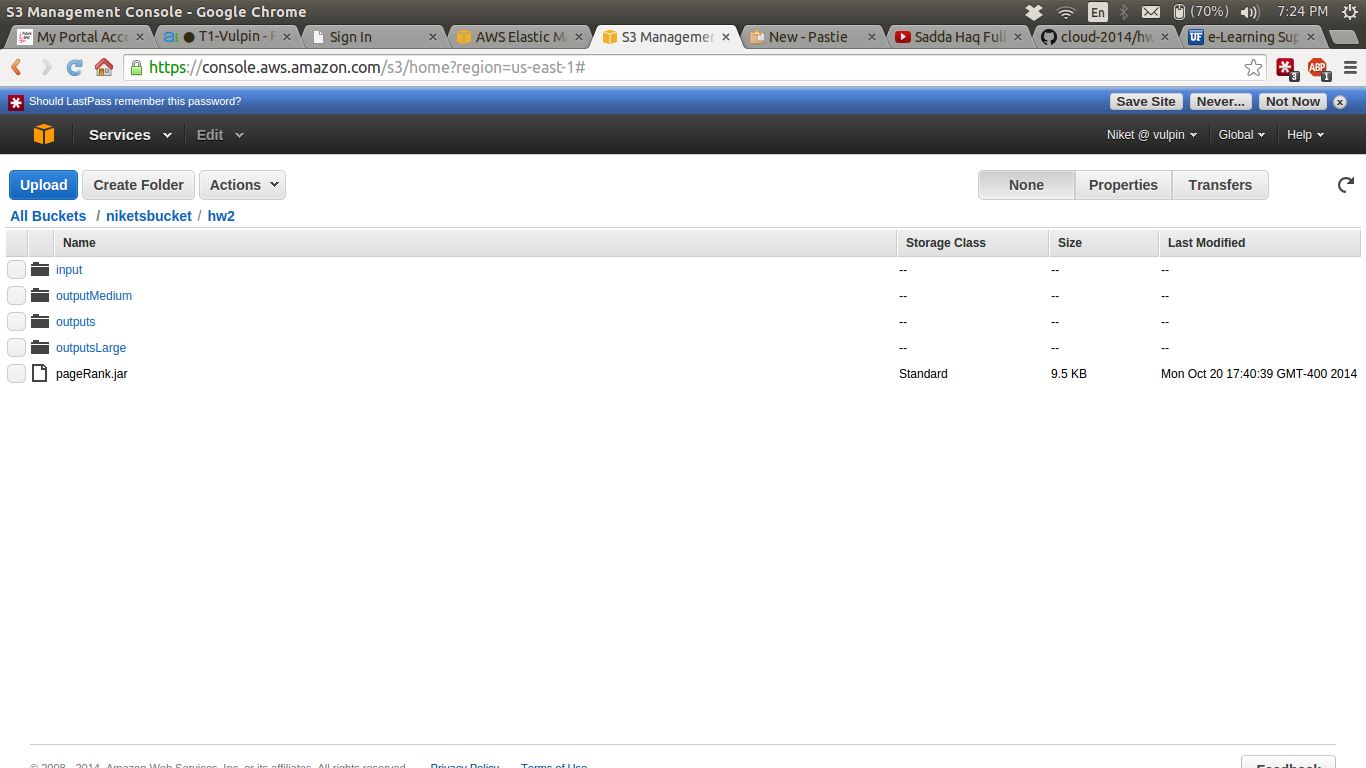 S3 Management Console - Google Chrome
En (70%) 7:24 PM
My Portal Acc
a: ● T1-Vulpin -
Sign In
AWS Elastic M
S3 Managemen
New - Pastie
Sadda Haq Full
cloud-2014/hw
UF e-Learning Sup
https://console.aws.amazon.com/s3/home?region=us-east-1#
3 ABP 1
Should LastPass remember this password?
Save Site Never... Not Now x
Services Edit Niket @ vulpin Global Help
Upload Create Folder Actions None Properties Transfers
All Buckets / niketsbucket / hw2
Name Storage Class Size Last Modified
input -- -- --
outputMedium -- -- --
outputs -- -- --
outputsLarge -- -- --
pageRank.jar Standard 9.5 KB Mon Oct 20 17:40:39 GMT-400 2014
© 2008 - 2014, Amazon Web Services, Inc. or its affiliates. All rights reserved. Privacy Policy Terms of Use
Feedback